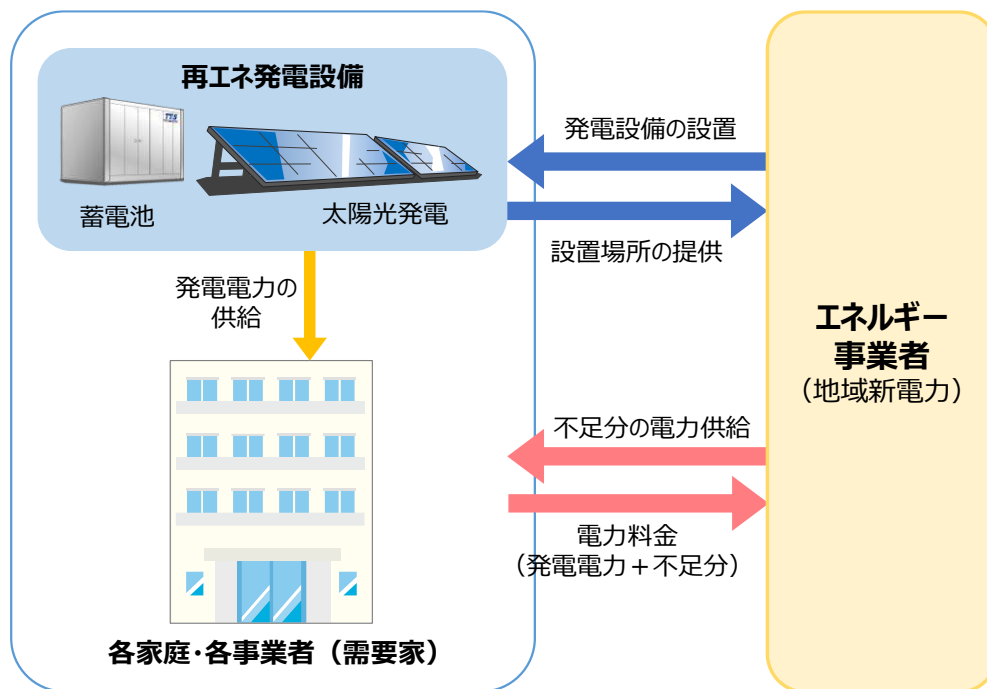 再エネ発電設備
蓄電池
太陽光発電
発電設備の設置
設置場所の提供
発電電力の
供給
エネルギー
事業者
（地域新電力）
不足分の電力供給
電力料金
（発電電力＋不足分）
各家庭・各事業者（需要家）